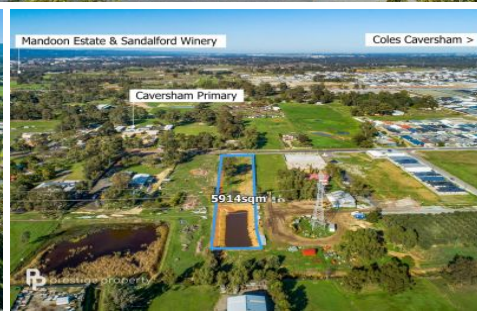 Mandoon Estate & Sandalford Winery
Coles Caversham >
Caversham Primary
5914sqm
prestige property